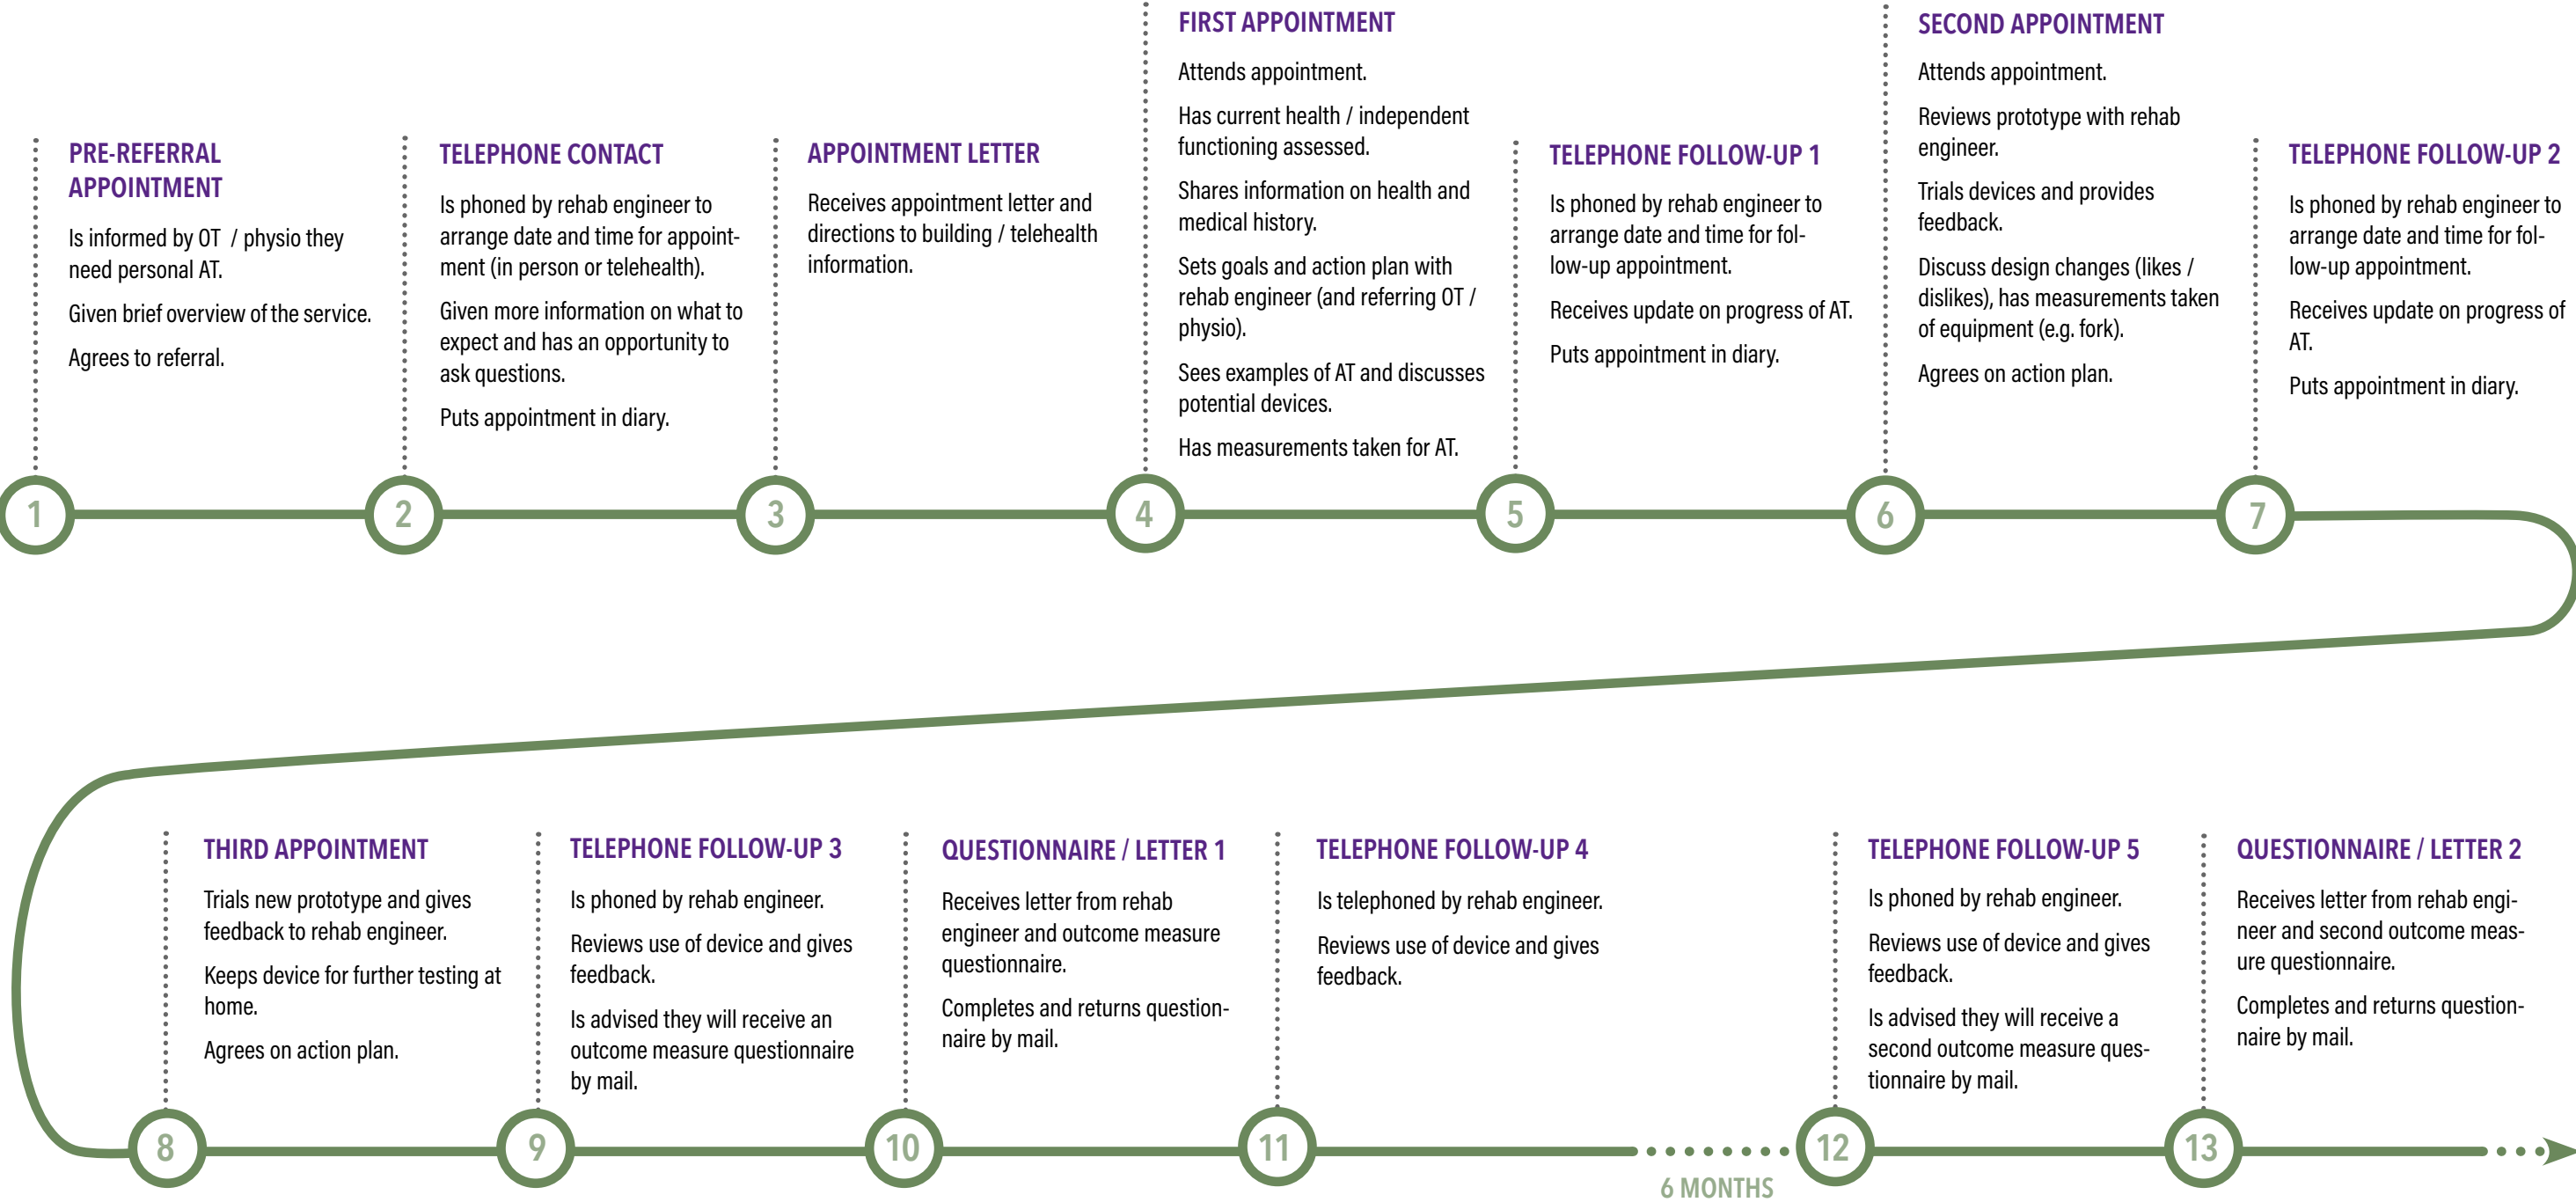 PRE-REFERRAL
APPOINTMENT
Is informed by OT / physio they
need personal AT.
Given brief overview of the service.
Agrees to referral.
1
TELEPHONE CONTACT
Is phoned by rehab engineer to
arrange date and time for appoint-
ment (in person or telehealth).
Given more information on what to
expect and has an opportunity to
ask questions.
Puts appointment in diary.
2
APPOINTMENT LETTER
Receives appointment letter and
directions to building / telehealth
information.
3
FIRST APPOINTMENT
Attends appointment.
Has current health / independent
functioning assessed.
Shares information on health and
medical history.
Sets goals and action plan with
rehab engineer (and referring OT /
physio).
Sees examples of AT and discusses
potential devices.
Has measurements taken for AT.
4
TELEPHONE FOLLOW-UP 1
Is phoned by rehab engineer to
arrange date and time for fol-
low-up appointment.
Receives update on progress of AT.
Puts appointment in diary.
5
SECOND APPOINTMENT
Attends appointment.
Reviews prototype with rehab
engineer.
Trials devices and provides
feedback.
Discuss design changes (likes /
dislikes), has measurements taken
of equipment (e.g. fork).
Agrees on action plan.
6
TELEPHONE FOLLOW-UP 2
Is phoned by rehab engineer to
arrange date and time for fol-
low-up appointment.
Receives update on progress of
AT.
Puts appointment in diary.
7
THIRD APPOINTMENT
Trials new prototype and gives
feedback to rehab engineer.
Keeps device for further testing at
home.
Agrees on action plan.
8
TELEPHONE FOLLOW-UP 3
Is phoned by rehab engineer.
Reviews use of device and gives
feedback.
Is advised they will receive an
outcome measure questionnaire
by mail.
9
QUESTIONNAIRE / LETTER 1
Receives letter from rehab
engineer and outcome measure
questionnaire.
Completes and returns question-
naire by mail.
10
TELEPHONE FOLLOW-UP 4
Is telephoned by rehab engineer.
Reviews use of device and gives
feedback.
11
6 MONTHS
TELEPHONE FOLLOW-UP 5
Is phoned by rehab engineer.
Reviews use of device and gives
feedback.
Is advised they will receive a
second outcome measure ques-
tionnaire by mail.
12
QUESTIONNAIRE / LETTER 2
Receives letter from rehab engi-
neer and second outcome meas-
ure questionnaire.
Completes and returns question-
naire by mail.
13